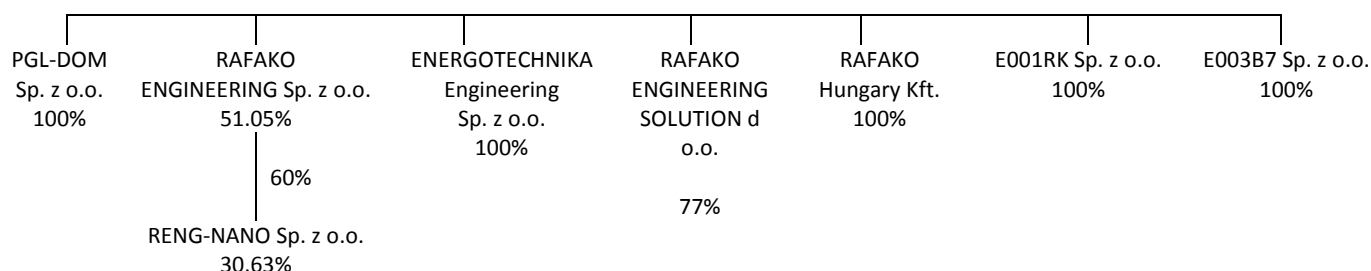 PGL-DOM
Sp. z o.o.
100%
RAFAKO
ENGINEERING Sp. z o.o.
51.05%
ENERGOTECHNIKA
Engineering
Sp. z o.o.
100%
RAFAKO
ENGINEERING
SOLUTION d
o.o.
77%
RAFAKO
Hungary Kft.
100%
E001RK Sp. z o.o.
100%
E003B7 Sp. z o.o.
100%
60%
RENG-NANO Sp. z o.o.
30.63%